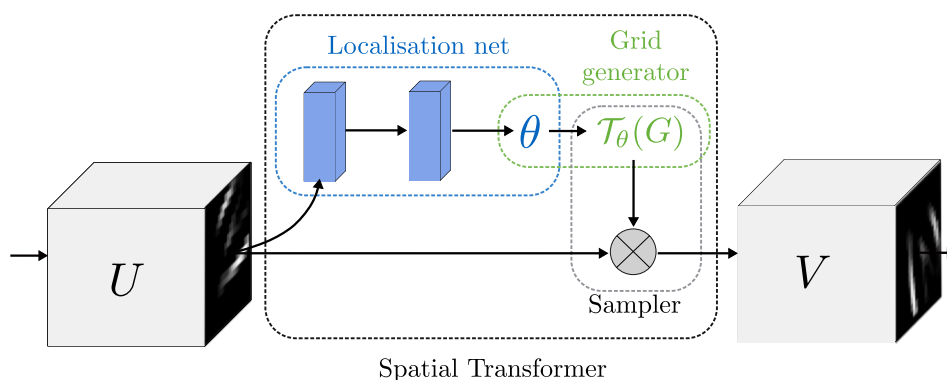 Localisation net
Grid
generator
θ
𝒯θ(G)
U
V
Sampler
Spatial Transformer